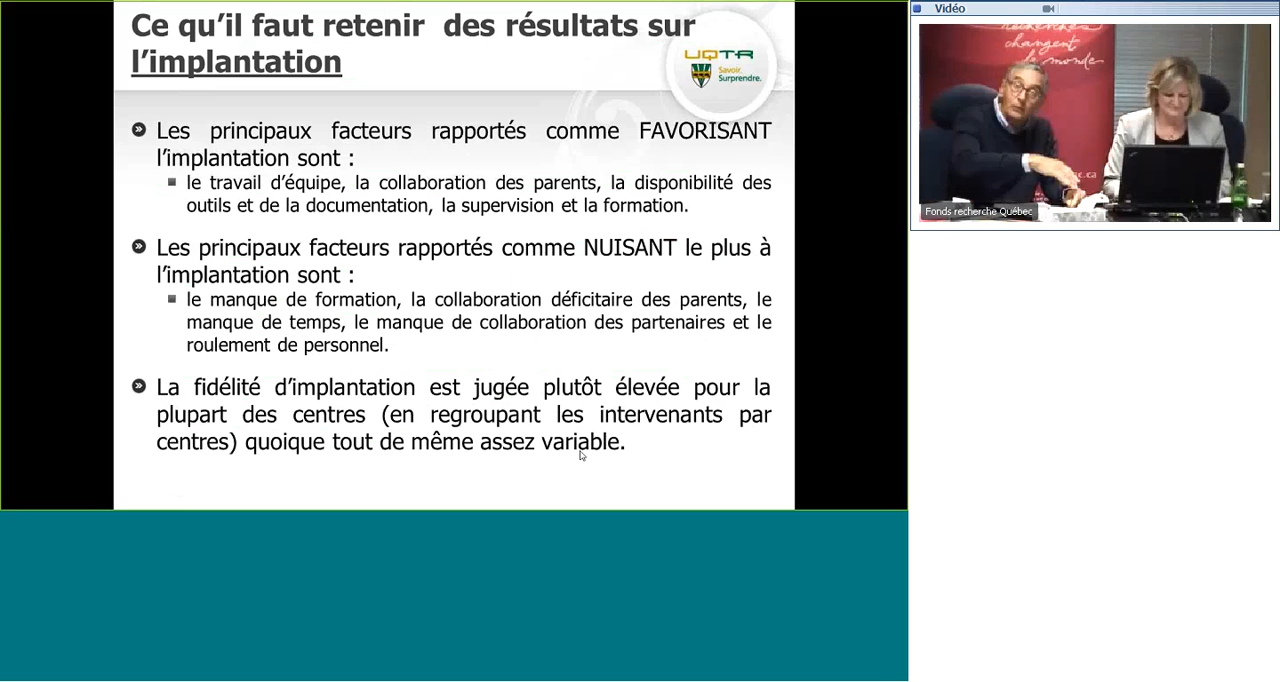 Ce qu’il faut retenir des résultats sur
l’implantation
UQTR
Savoir.
Surprendre.
Les principaux facteurs rapportés comme FAVORISANT
l’implantation sont :
le travail d’équipe, la collaboration des parents, la disponibilité des
outils et de la documentation, la supervision et la formation.
Les principaux facteurs rapportés comme NUISANT le plus à
l’implantation sont :
le manque de formation, la collaboration déficitaire des parents, le
manque de temps, le manque de collaboration des partenaires et le
roulement de personnel.
La fidélité d’implantation est jugée plutôt élevée pour la
plupart des centres (en regroupant les intervenants par
centres) quoique tout de même assez variable.
Vidéo
recherches
changent
le monde
Fonds recherche Québec